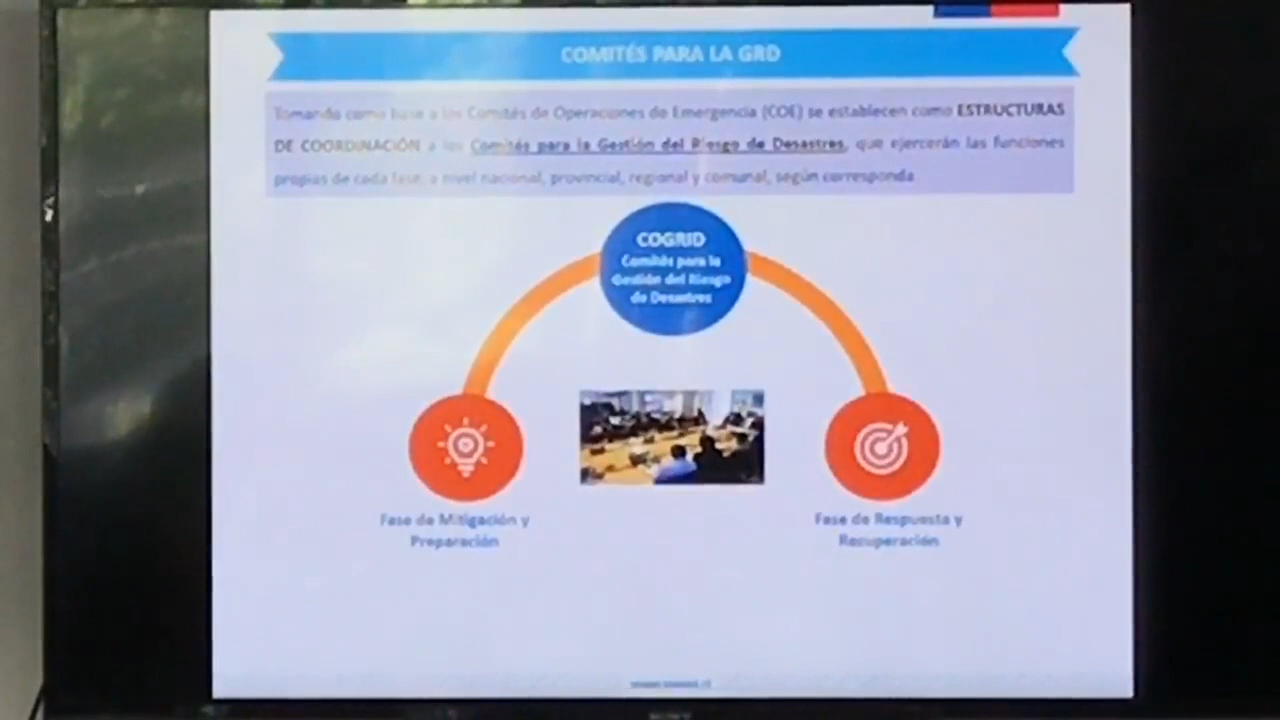 COMITÉS PARA LA GRD
Tomando como base a los Comités de Operaciones de Emergencia (COE) se establecen como ESTRUCTURAS
DE COORDINACIÓN a los Comités para la Gestión del Riesgo de Desastres, que ejercerán las funciones
propias de cada fase, a nivel nacional, provincial, regional y comunal, según corresponda
COGRID
Comités para la
Gestión del Riesgo
de Desastres
Fase de Mitigación y
Preparación
Fase de Respuesta y
Recuperación
SONY